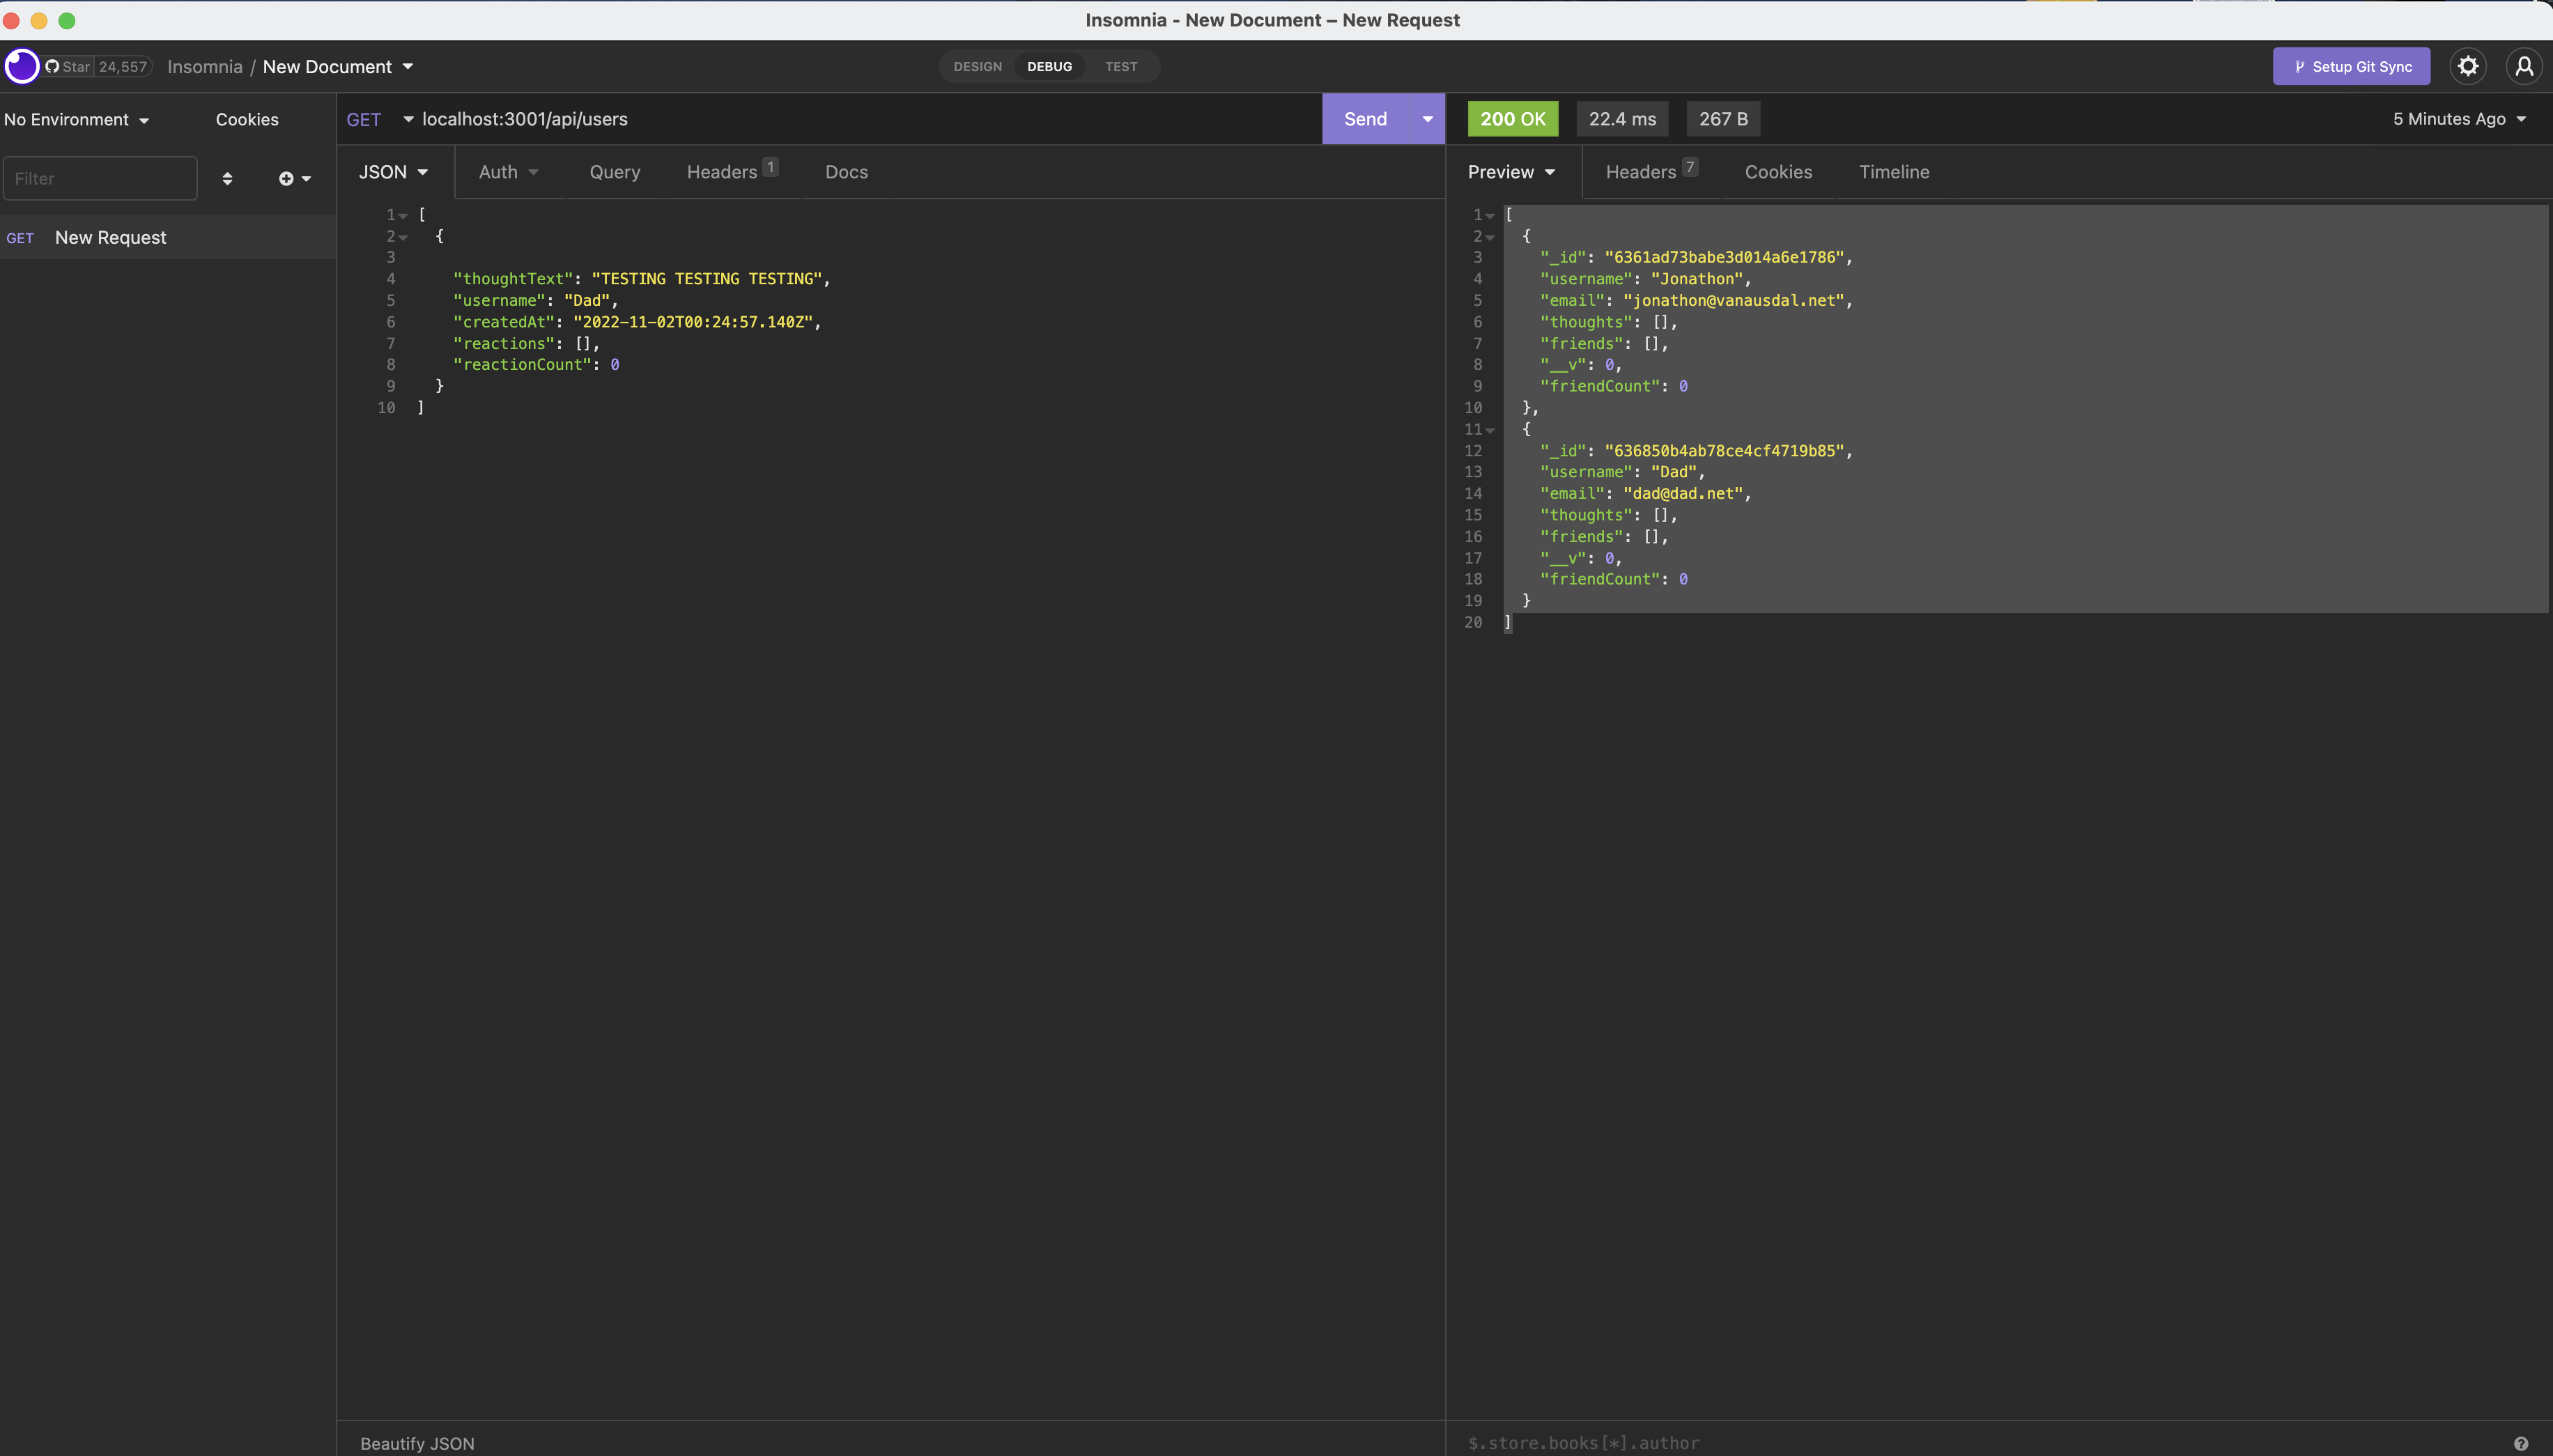 Insomnia - New Document – New Request
Star 24,557 Insomnia / New Document
DESIGN DEBUG TEST
Setup Git Sync
No Environment Cookies
GET localhost:3001/api/users
Send
200 OK 22.4 ms 267 B
5 Minutes Ago
Filter
GET New Request
JSON Auth Query Headers 1 Docs
1 [
2 {
3
4 "thoughtText": "TESTING TESTING TESTING",
5 "username": "Dad",
6 "createdAt": "2022-11-02T00:24:57.140Z",
7 "reactions": [],
8 "reactionCount": 0
9 }
10 ]
Beautify JSON
Preview Headers 7 Cookies Timeline
1 [
2 {
3 "_id": "6361ad73babe3d014a6e1786",
4 "username": "Jonathon",
5 "email": "jonathon@vanausdal.net",
6 "thoughts": [],
7 "friends": [],
8 "__v": 0,
9 "friendCount": 0
10 },
11 {
12 "_id": "636850b4ab78ce4cf4719b85",
13 "username": "Dad",
14 "email": "dad@dad.net",
15 "thoughts": [],
16 "friends": [],
17 "__v": 0,
18 "friendCount": 0
19 }
20 ]
$.store.books[*].author
?